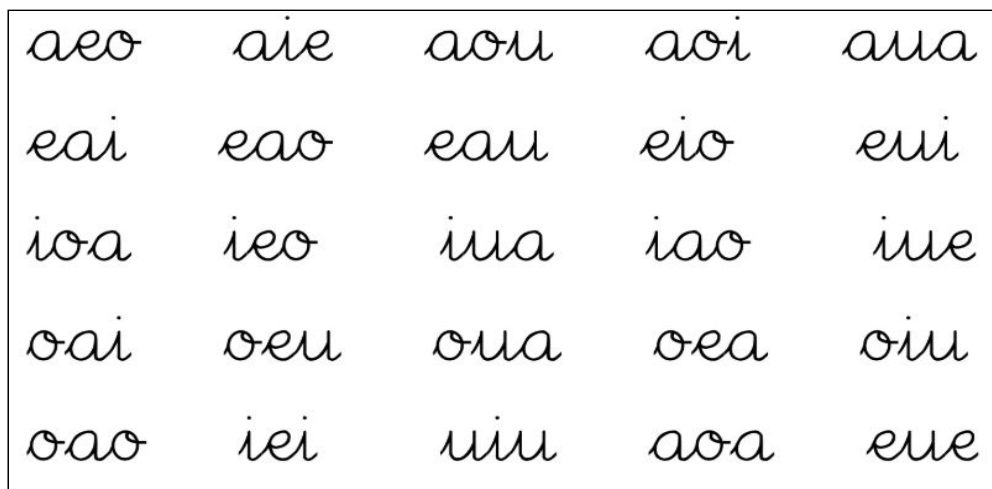 aeo aie aou aoi aua
eai eao eau eio eui
ioa ieo iua iao iue
oai oeu oua oea oiu
oao iei uiu aoa eue